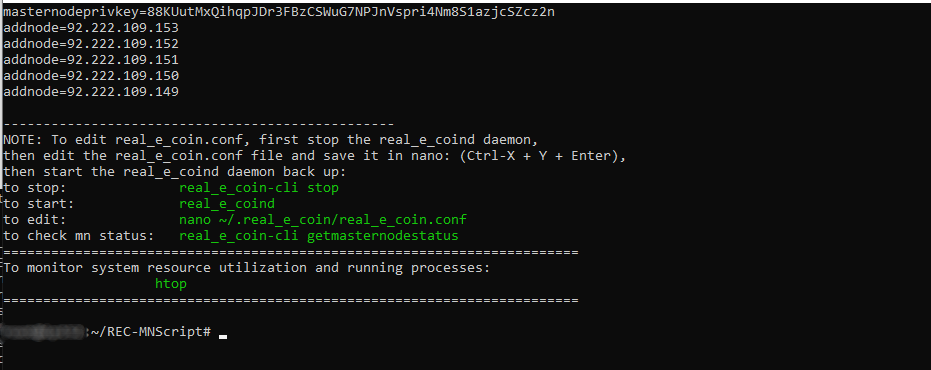 masternodeprivkey=88KUutMxQihqpJDr3FBzCSWuG7NPJnVspri4Nm8S1azjcSZcz2n
addnode=92.222.109.153
addnode=92.222.109.152
addnode=92.222.109.151
addnode=92.222.109.150
addnode=92.222.109.149
-------------------------------------------------
NOTE: To edit real_e_coin.conf, first stop the real_e_coind daemon,
then edit the real_e_coin.conf file and save it in nano: (Ctrl-X + Y + Enter),
then start the real_e_coind daemon back up:
to stop: real_e_coin-cli stop
to start: real_e_coind
to edit: nano ~/.real_e_coin/real_e_coin.conf
to check mn status: real_e_coin-cli getmasternodestatus
========================================================================
To monitor system resource utilization and running processes:
htop
========================================================================
:~/REC-MNScript# _